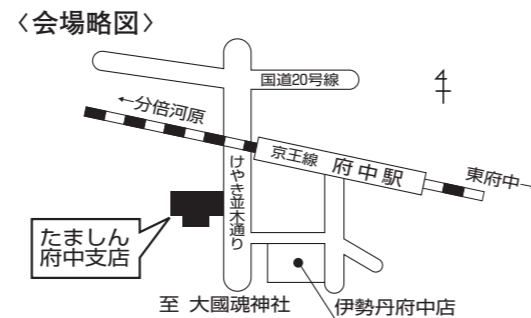 〈会場略図〉
国道20号線
←分倍河原
京王線 府中駅
東府中→
けやき並木通り
たましん
府中支店
至 大國魂神社
伊勢丹府中店